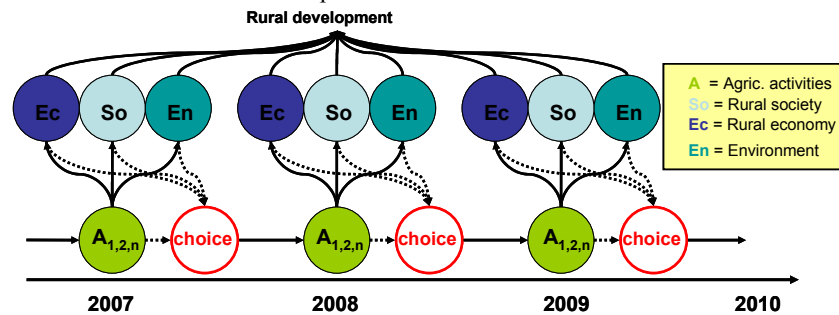 Rural development
Ec So En Ec So En Ec So En
A = Agric. activities
So = Rural society
Ec = Rural economy
En = Environment
A1,2,n choice A1,2,n choice A1,2,n choice
2007 2008 2009 2010